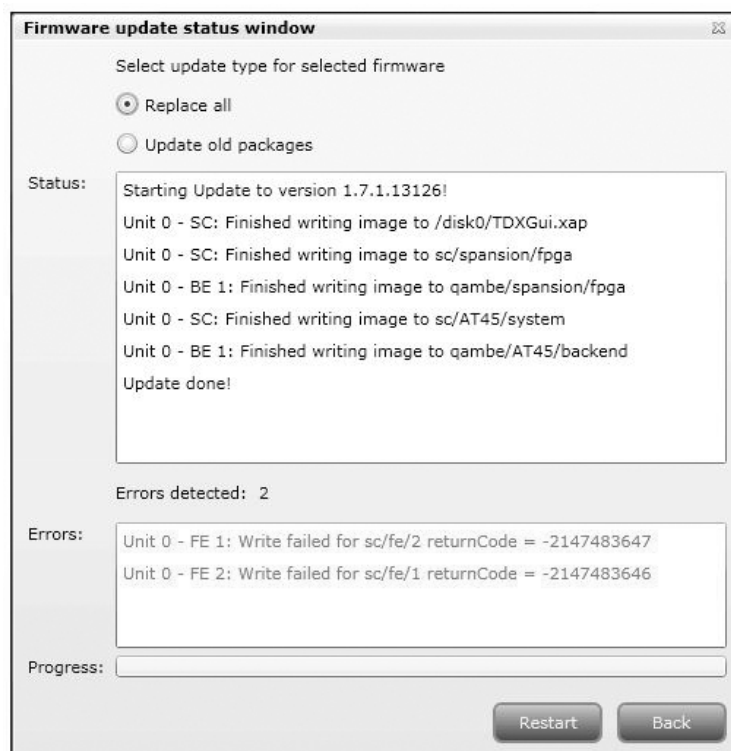 Firmware update status window
Select update type for selected firmware
Replace all
Update old packages
Status:
Starting Update to version 1.7.1.13126!
Unit 0 - SC: Finished writing image to /disk0/TDXGui.xap
Unit 0 - SC: Finished writing image to sc/spansion/fpga
Unit 0 - BE 1: Finished writing image to qambe/spansion/fpga
Unit 0 - SC: Finished writing image to sc/AT45/system
Unit 0 - BE 1: Finished writing image to qambe/AT45/backend
Update done!
Errors detected: 2
Errors:
Unit 0 - FE 1: Write failed for sc/fe/2 returnCode = -2147483647
Unit 0 - FE 2: Write failed for sc/fe/1 returnCode = -2147483646
Progress:
Restart
Back